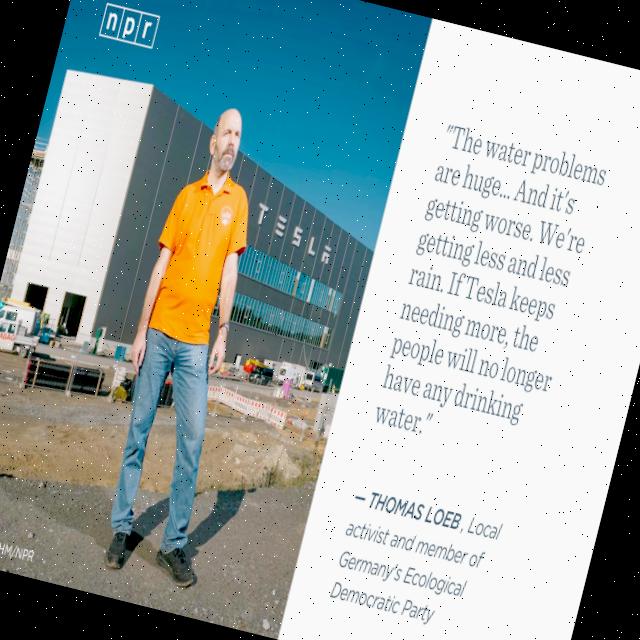 npr
TESLA
"The water problems
are huge... And it's
getting worse. We're
getting less and less
rain. If Tesla keeps
needing more, the
people will no longer
have any drinking
water."
– THOMAS LOEB, Local
activist and member of
Germany's Ecological
Democratic Party
HM/NPR